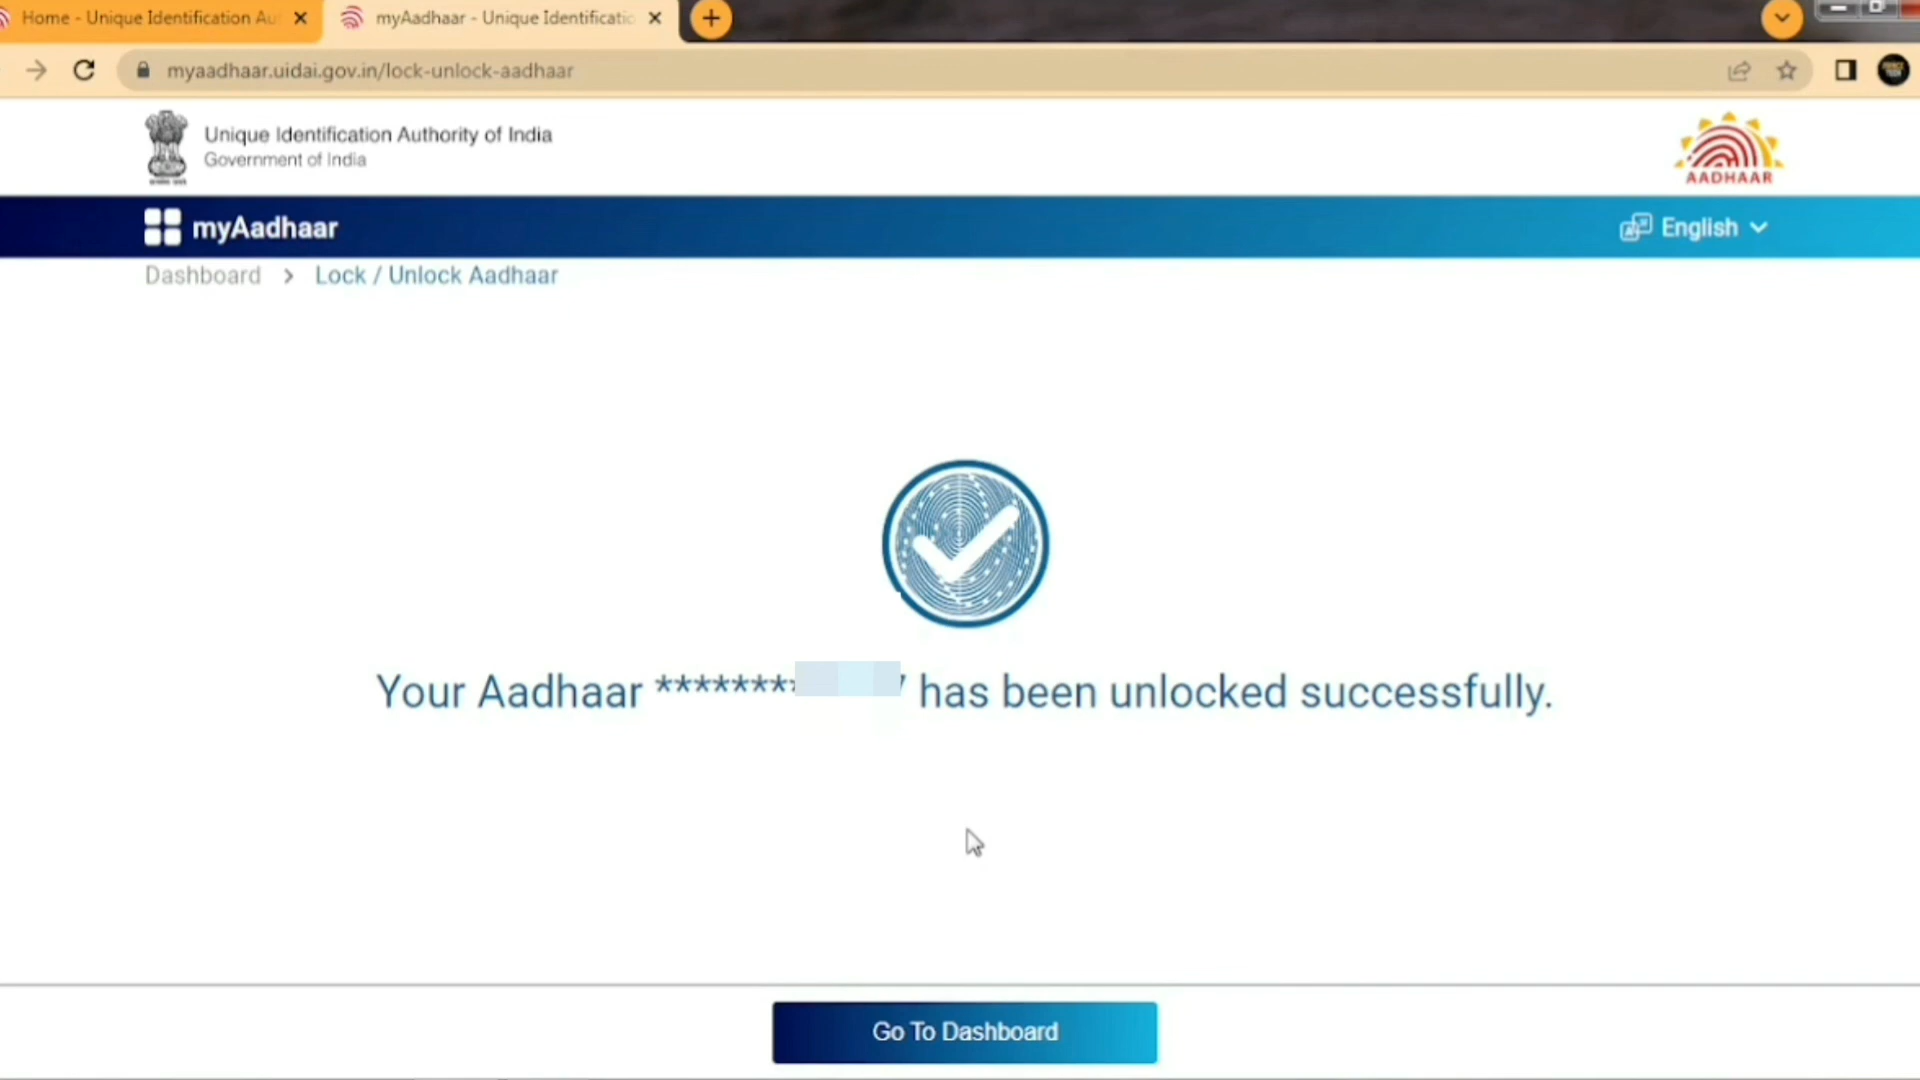 Home - Unique Identification Au
myAadhaar - Unique Identificatio
myaadhaar.uidai.gov.in/lock-unlock-aadhaar
Unique Identification Authority of India
Government of India
AADHAAR
myAadhaar
English
Dashboard > Lock / Unlock Aadhaar
Your Aadhaar ******** has been unlocked successfully.
Go To Dashboard